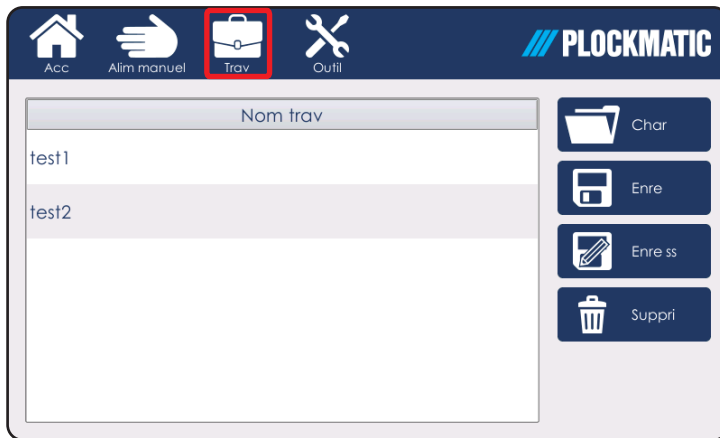 Acc
Alim manuel
Trav
Outil
PLOCKMATIC
Nom trav
test1
test2
Char
Enre
Enre ss
Suppri